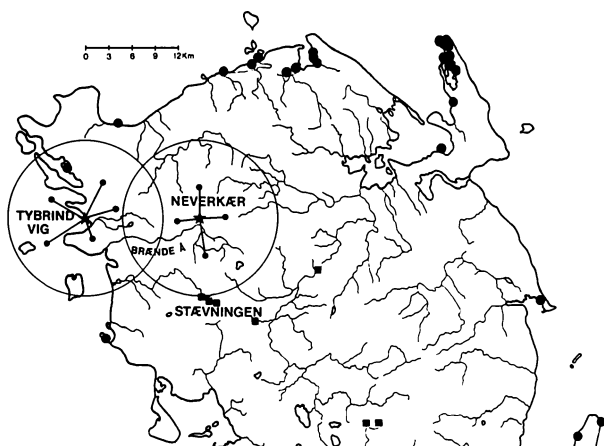 0 3 6 9 12Km
NEVERKÆR
TYBRIND
VIG
BRÆNDE Å
STÆVNINGEN